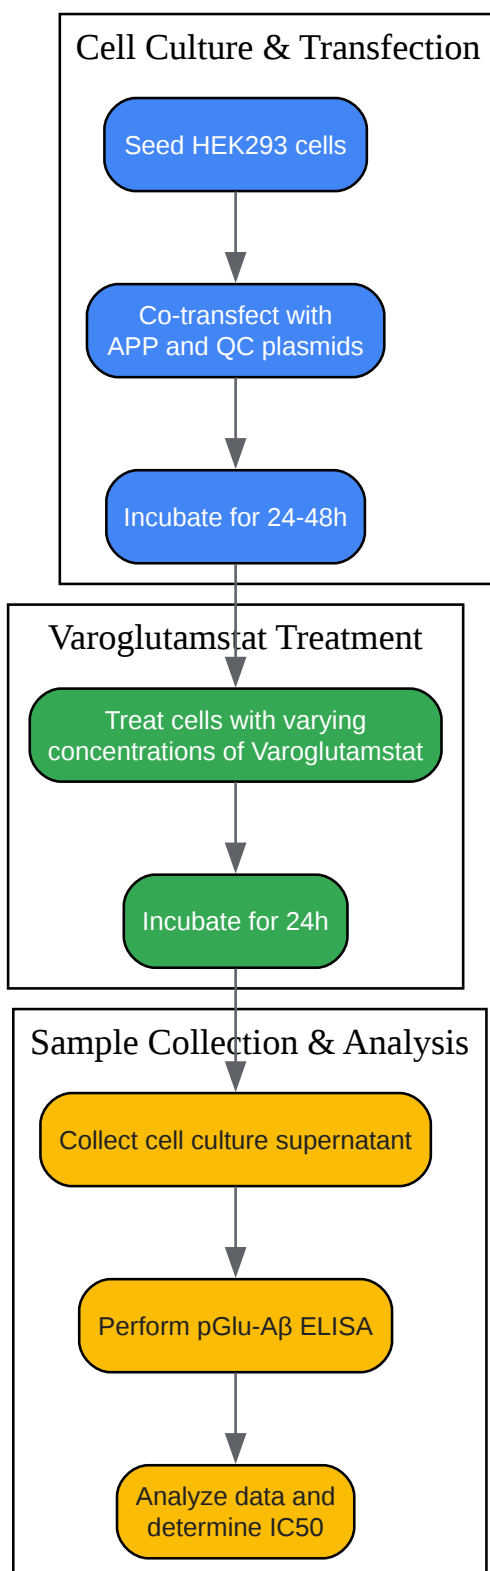 Cell Culture & Transfection
Seed HEK293 cells
Co-transfect with
APP and QC plasmids
Incubate for 24-48h
Varoglutamstat Treatment
Treat cells with varying
concentrations of Varoglutamstat
Incubate for 24h
Sample Collection & Analysis
Collect cell culture supernatant
Perform pGlu-Aβ ELISA
Analyze data and
determine IC50